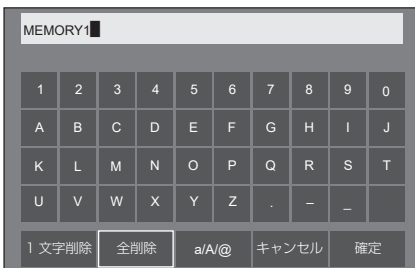 MEMORY1
1 2 3 4 5 6 7 8 9 0
A B C D E F G H I J
K L M N O P Q R S T
U V W X Y Z . – _
1文字削除 全削除 a/A/@ キャンセル 確定